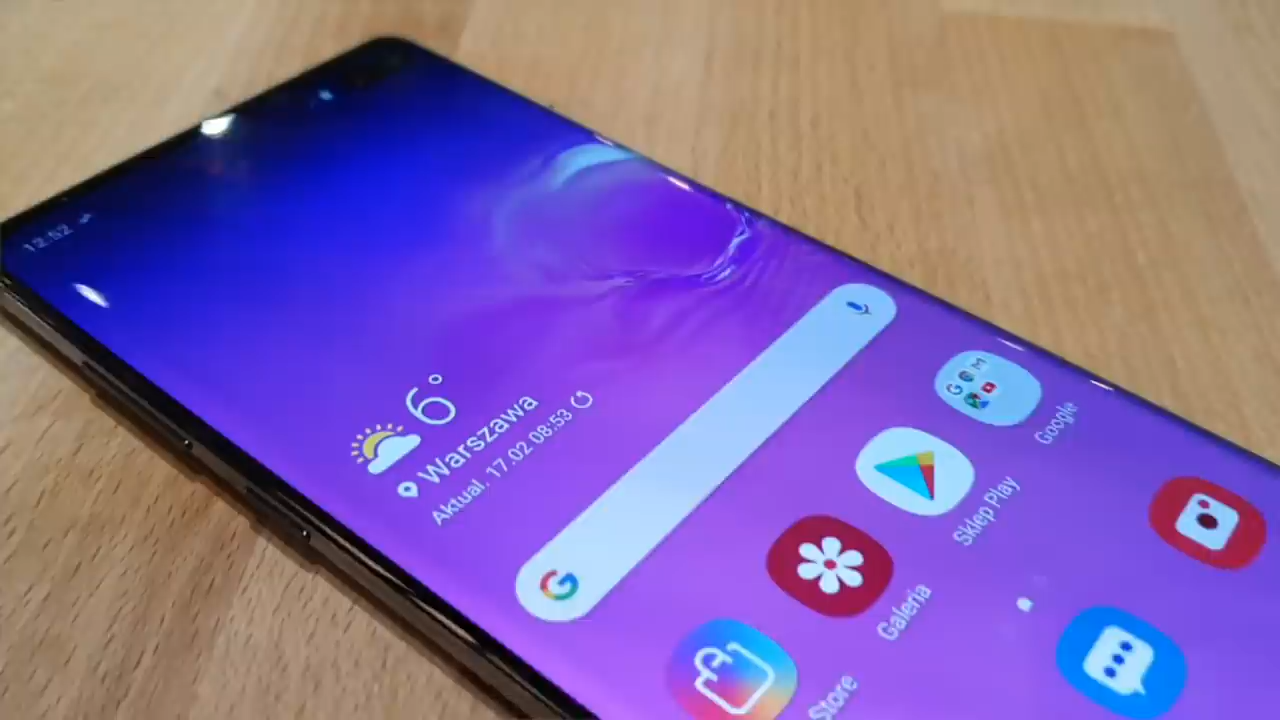 12:52
6°
Warszawa
Aktual. 17.02 08:53
G
Google
Sklep Play
Galeria
Store